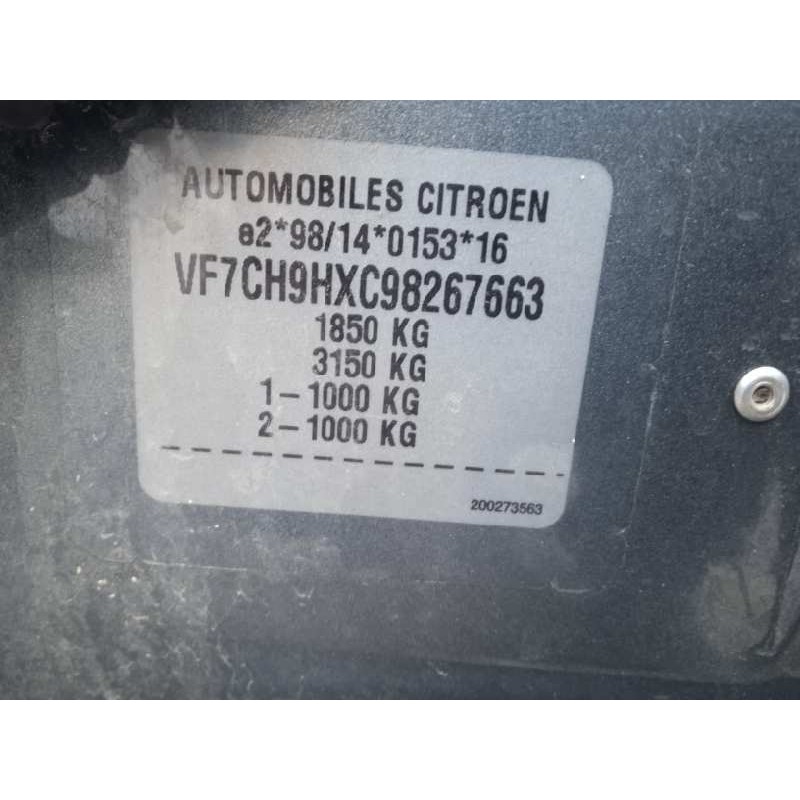 AUTOMOBILES CITROEN
e2*98/14*0153*16
VF7CH9HXC98267663
1850 KG
3150 KG
1-1000 KG
2-1000 KG
200273563